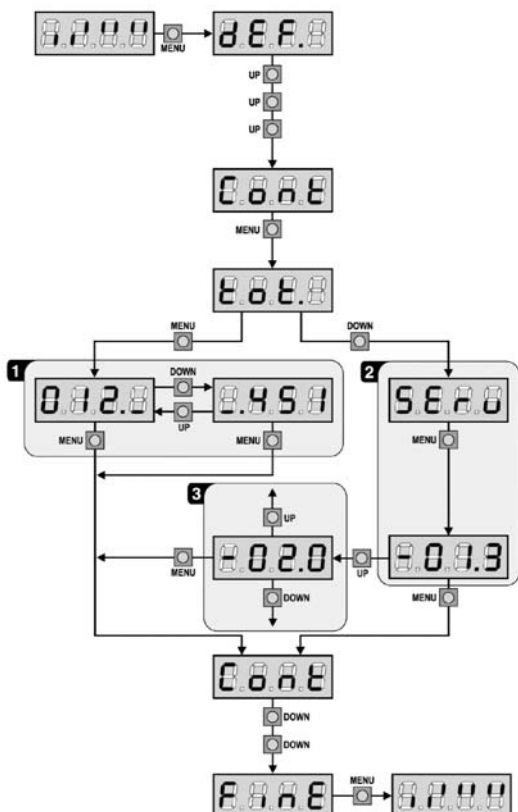 MENU
dEF.
UP
UP
UP
Cont
MENU
tot.
MENU
DOWN
1
012._
DOWN
UP
_.451
MENU
MENU
2
SErv
MENU
-01.3
UP
MENU
3
UP
-02.0
MENU
DOWN
Cont
DOWN
DOWN
FinE
MENU